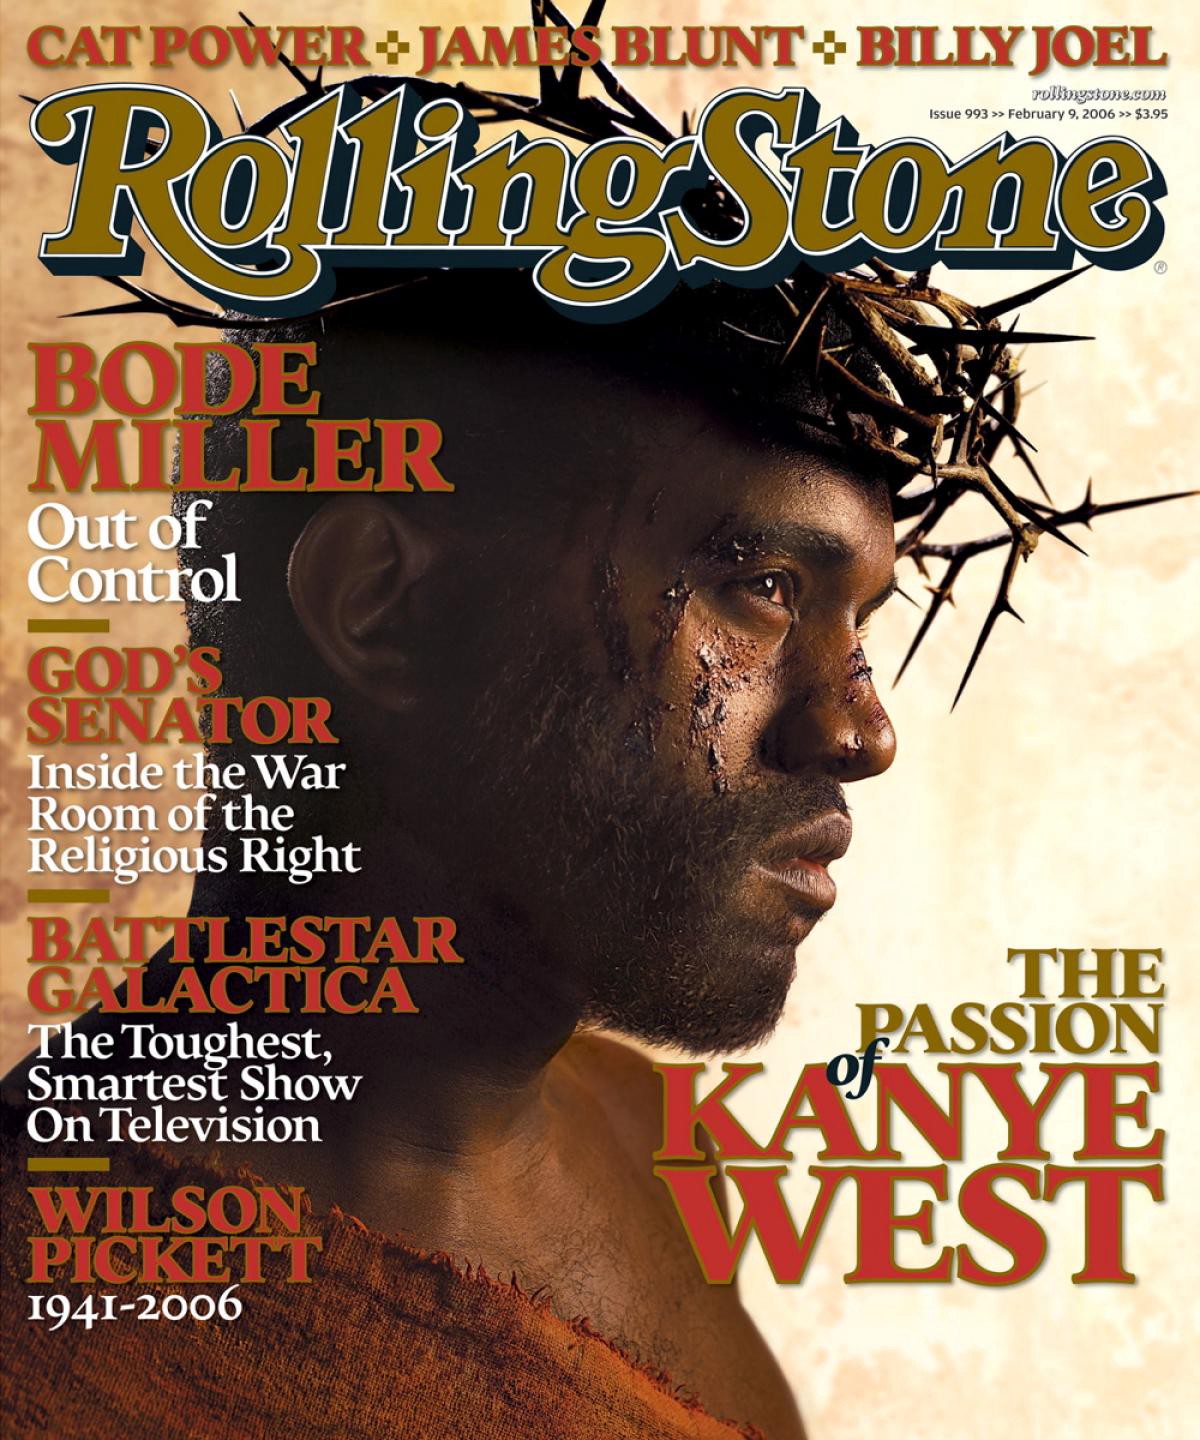 CAT POWER JAMES BLUNT BILLY JOEL
rollingstone.com
Issue 993 >> February 9, 2006 >> $3.95
RollingStone
®
BODE
MILLER
Out of
Control
GOD'S
SENATOR
Inside the War
Room of the
Religious Right
BATTLESTAR
GALACTICA
The Toughest,
Smartest Show
On Television
WILSON
PICKETT
1941-2006
THE
PASSION
of
KANYE
WEST